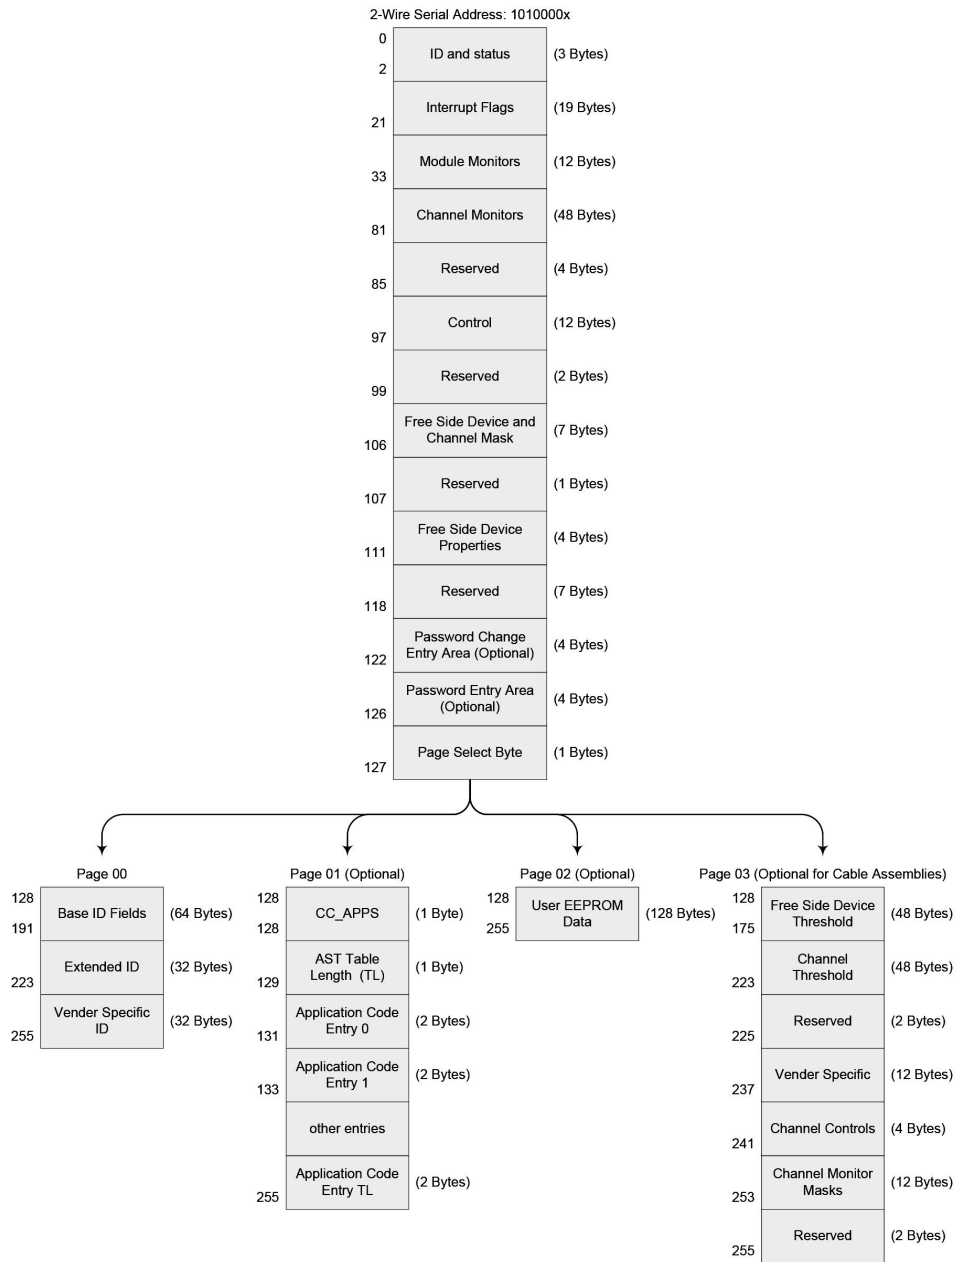 2-Wire Serial Address: 1010000x
0
ID and status
(3 Bytes)
2
Interrupt Flags
(19 Bytes)
21
Module Monitors
(12 Bytes)
33
Channel Monitors
(48 Bytes)
81
Reserved
(4 Bytes)
85
Control
(12 Bytes)
97
Reserved
(2 Bytes)
99
Free Side Device and
Channel Mask
(7 Bytes)
106
Reserved
(1 Bytes)
107
Free Side Device
Properties
(4 Bytes)
111
Reserved
(7 Bytes)
118
Password Change
Entry Area (Optional)
(4 Bytes)
122
Password Entry Area
(Optional)
(4 Bytes)
126
Page Select Byte
(1 Bytes)
127
Page 00
128
Base ID Fields
(64 Bytes)
191
Extended ID
(32 Bytes)
223
Vender Specific
ID
(32 Bytes)
255
Page 01 (Optional)
128
CC_APPS
(1 Byte)
128
AST Table
Length (TL)
(1 Byte)
129
Application Code
Entry 0
(2 Bytes)
131
Application Code
Entry 1
(2 Bytes)
133
other entries
Application Code
Entry TL
(2 Bytes)
255
Page 02 (Optional)
128
User EEPROM
Data
(128 Bytes)
255
Page 03 (Optional for Cable Assemblies)
128
Free Side Device
Threshold
(48 Bytes)
175
Channel
Threshold
(48 Bytes)
223
Reserved
(2 Bytes)
225
Vender Specific
(12 Bytes)
237
Channel Controls
(4 Bytes)
241
Channel Monitor
Masks
(12 Bytes)
253
Reserved
(2 Bytes)
255